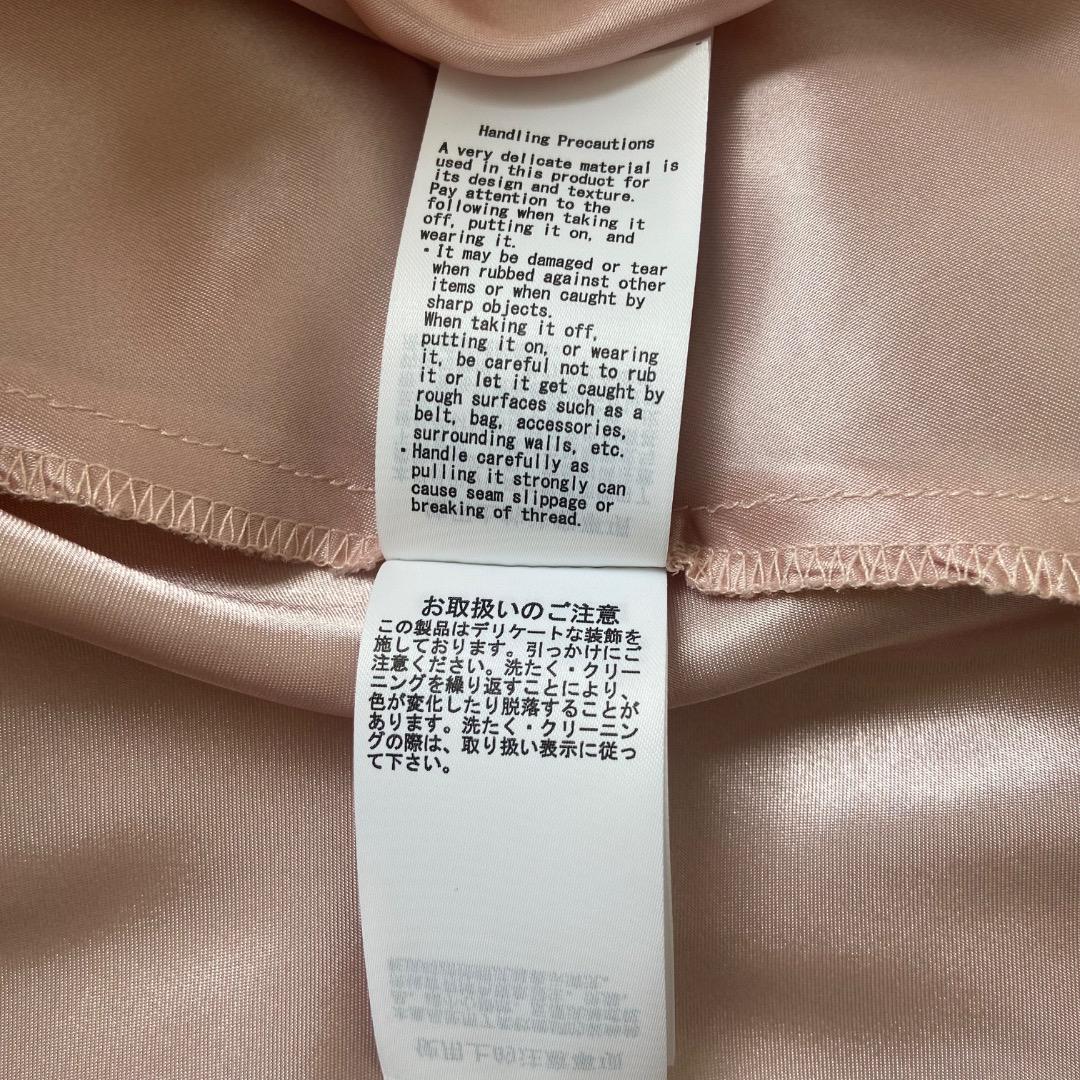 Handling Precautions
A very delicate material is
used in this product for
its design and texture.
Pay attention to the
following when taking it
off, putting it on, and
wearing it.
・It may be damaged or tear
when rubbed against other
items or when caught by
sharp objects.
When taking it off,
putting it on, or wearing
it, be careful not to rub
it or let it get caught by
rough surfaces such as a
belt, bag, accessories,
surrounding walls, etc.
・Handle carefully as
pulling it strongly can
cause seam slippage or
breaking of thread.
お取扱いのご注意
この製品はデリケートな装飾を
施しております。引っかけにご
注意ください。洗たく・クリー
ニングを繰り返すことにより、
色が変化したり脱落することが
あります。洗たく・クリーニン
グの際は、取り扱い表示に従っ
て下さい。
使用上的注意事項